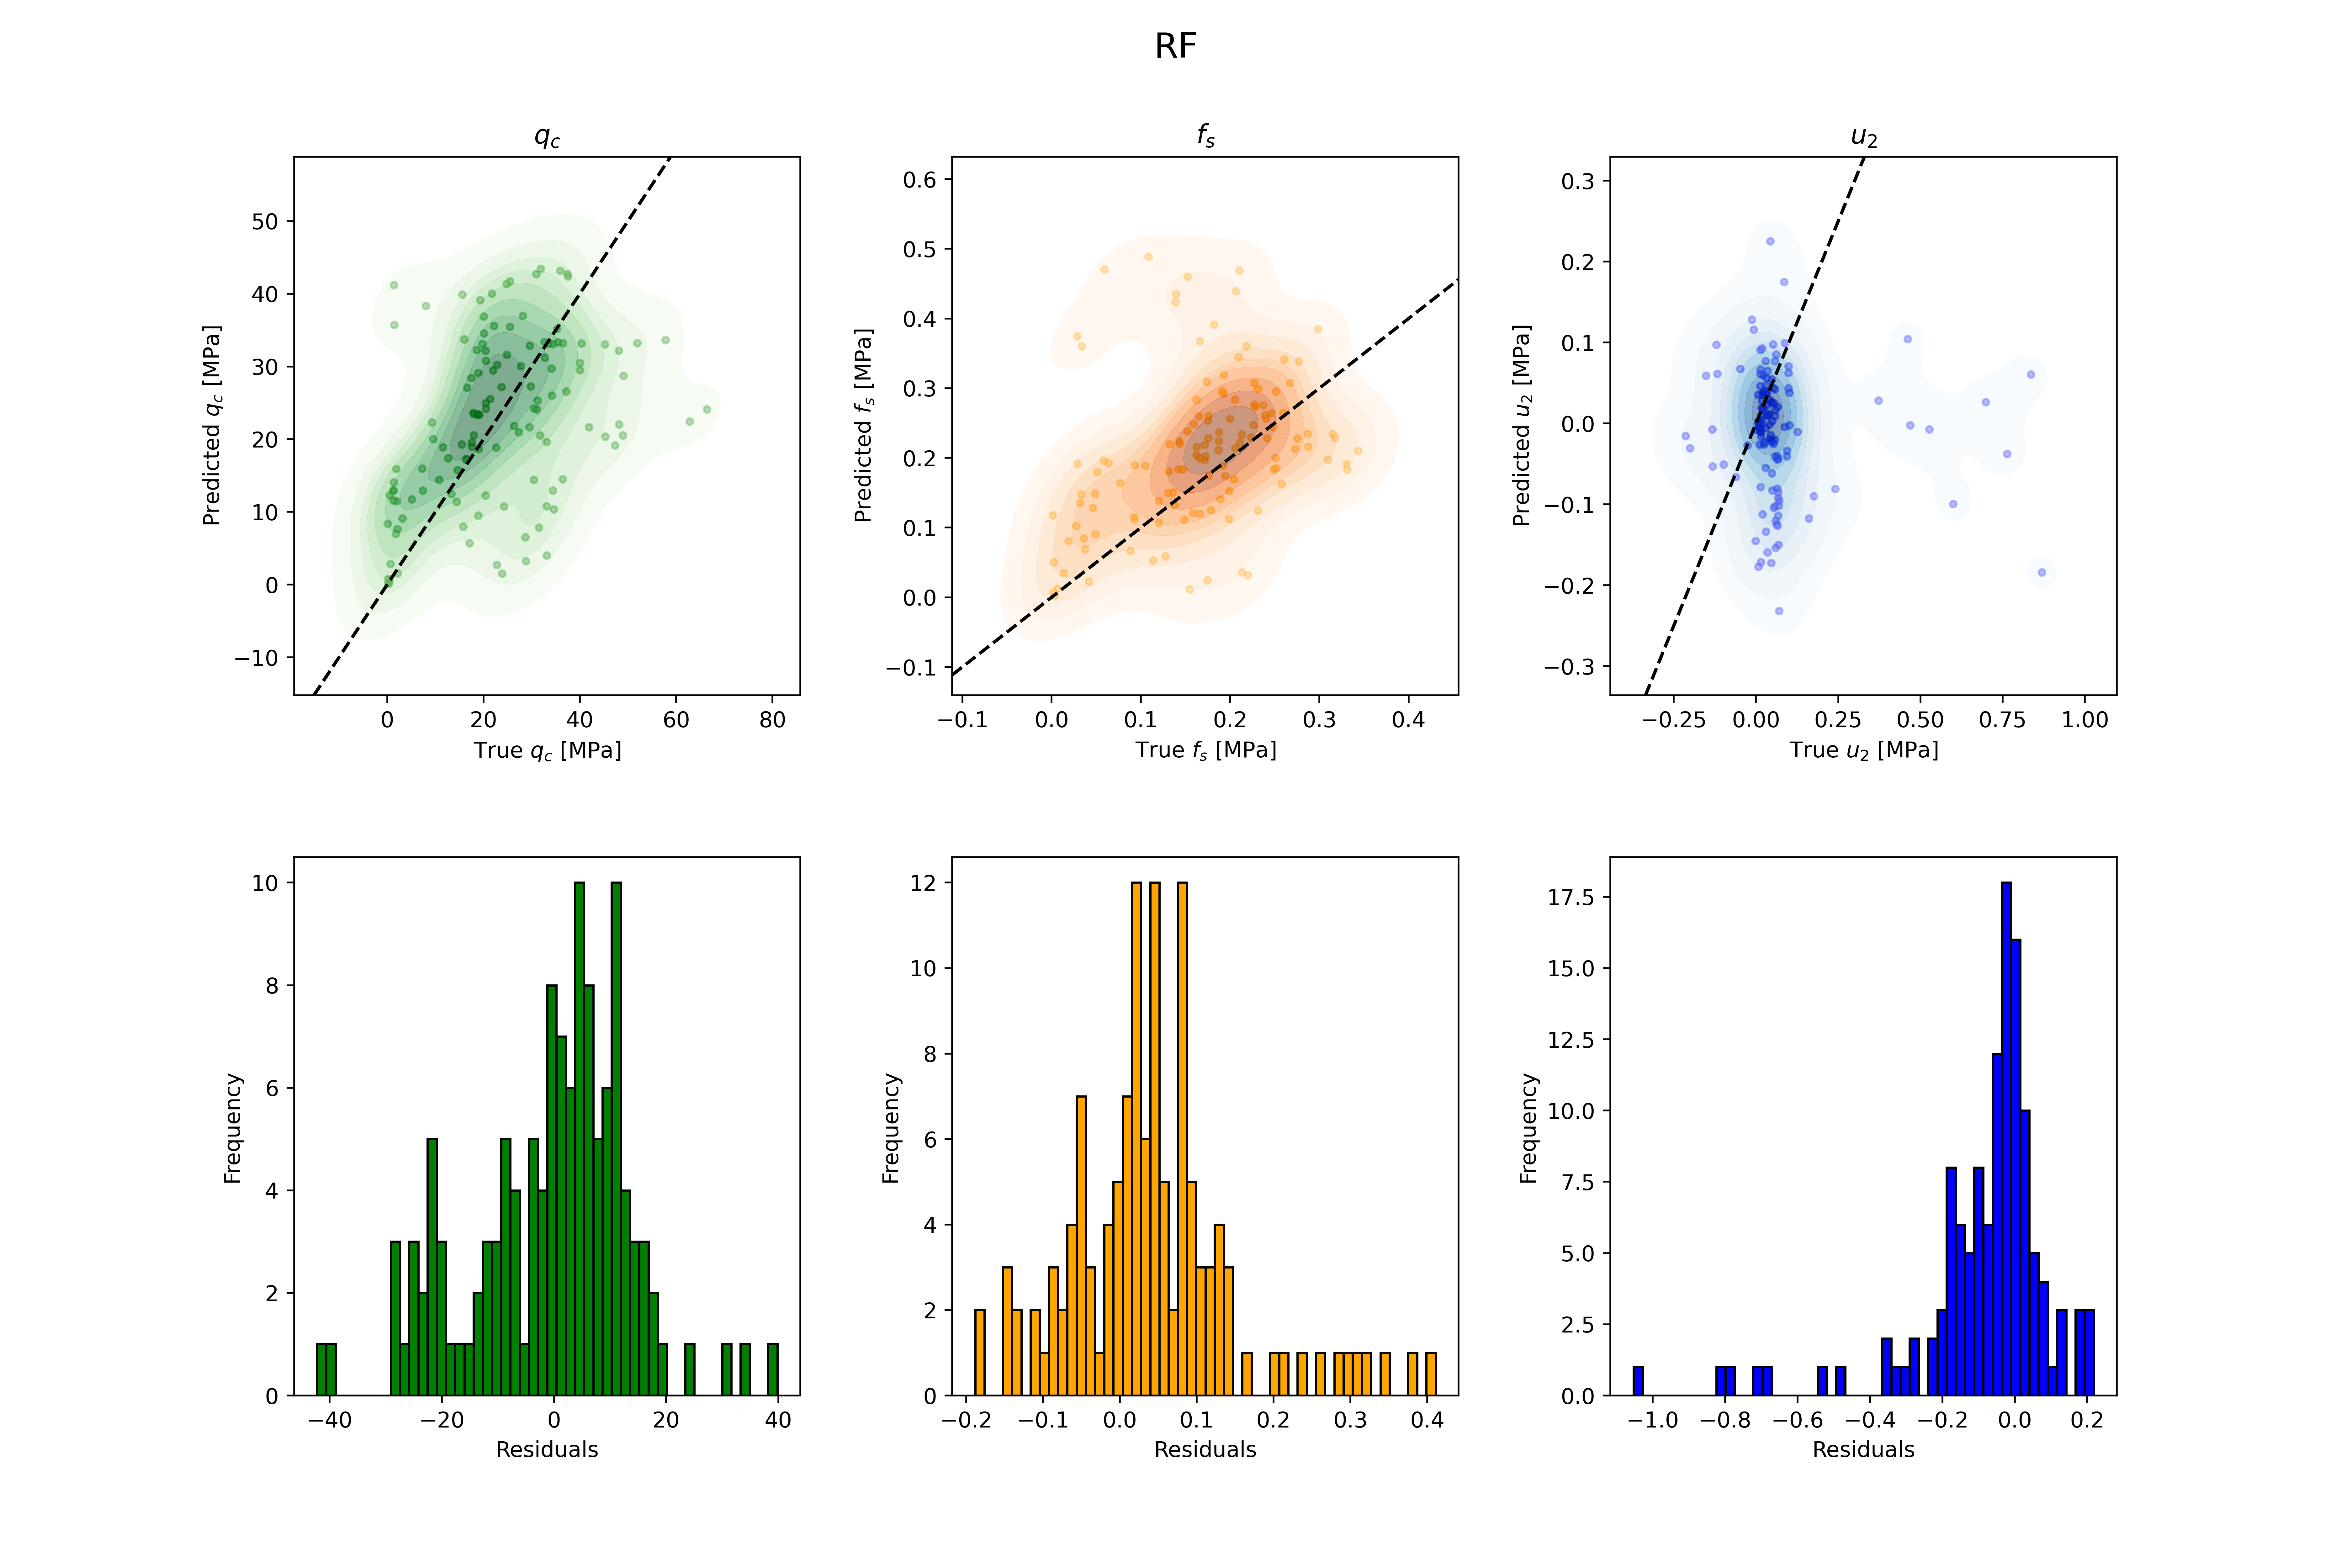 RF
q_c
50
40
30
20
10
0
−10
Predicted q_c [MPa]
0 20 40 60 80
True q_c [MPa]
f_s
0.6
0.5
0.4
0.3
0.2
0.1
0.0
−0.1
Predicted f_s [MPa]
−0.1 0.0 0.1 0.2 0.3 0.4
True f_s [MPa]
u_2
0.3
0.2
0.1
0.0
−0.1
−0.2
−0.3
Predicted u_2 [MPa]
−0.25 0.00 0.25 0.50 0.75 1.00
True u_2 [MPa]
10
8
6
4
2
0
Frequency
−40 −20 0 20 40
Residuals
12
10
8
6
4
2
0
Frequency
−0.2 −0.1 0.0 0.1 0.2 0.3 0.4
Residuals
17.5
15.0
12.5
10.0
7.5
5.0
2.5
0.0
Frequency
−1.0 −0.8 −0.6 −0.4 −0.2 0.0 0.2
Residuals